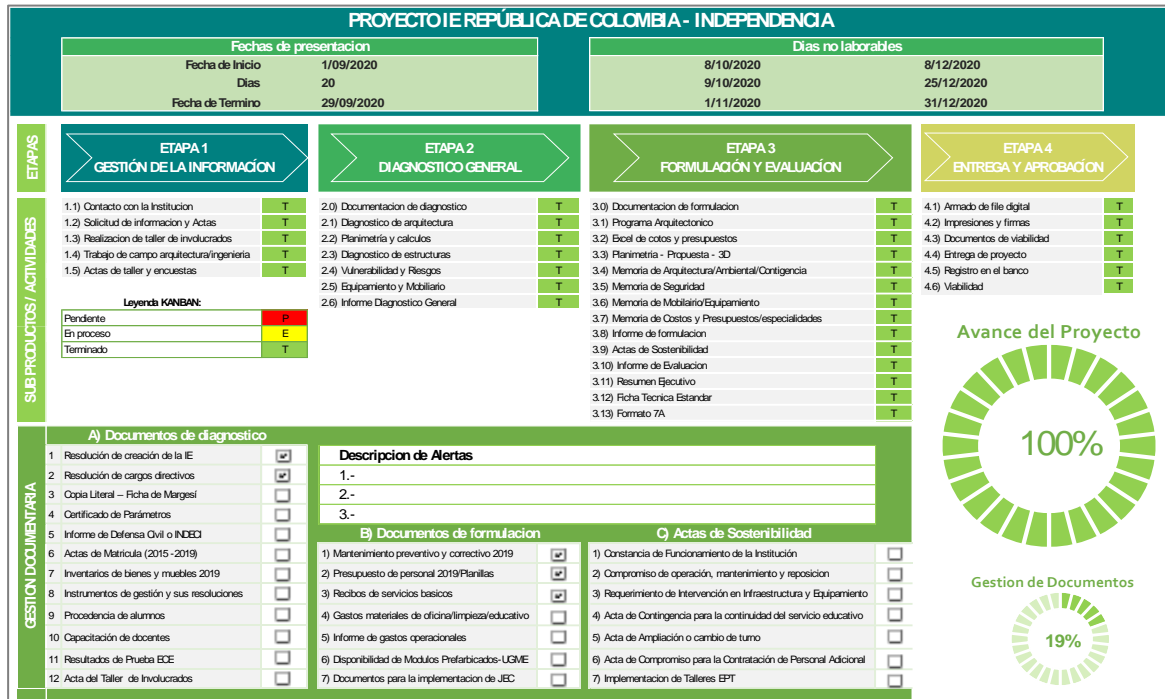 PROYECTO IE REPÚBLICA DE COLOMBIA - INDEPENDENCIA
Fechas de presentacion
Fecha de Inicio 1/09/2020
Dias 20
Fecha de Termino 29/09/2020
Dias no laborables
8/10/2020 8/12/2020
9/10/2020 25/12/2020
1/11/2020 31/12/2020
ETAPAS
ETAPA 1
GESTIÓN DE LA INFORMACÍON
ETAPA 2
DIAGNOSTICO GENERAL
ETAPA 3
FORMULACIÓN Y EVALUACÍON
ETAPA 4
ENTREGA Y APROBACÍON
SUB PRODUCTOS / ACTIVIDADES
1.1) Contacto con la Institucion T
1.2) Solicitud de informacion y Actas T
1.3) Realizacion de taller de involucrados T
1.4) Trabajo de campo arquitectura/ingenieria T
1.5) Actas de taller y encuestas T
Leyenda KANBAN:
Pendiente P
En proceso E
Terminado T
2.0) Documentacion de diagnostico T
2.1) Diagnostico de arquitectura T
2.2) Planimetría y calculos T
2.3) Diagnostico de estructuras T
2.4) Vulnerabilidad y Riesgos T
2.5) Equipamiento y Mobiliario T
2.6) Informe Diagnostico General T
3.0) Documentacion de formulacion T
3.1) Programa Arquitectonico T
3.2) Excel de cotos y presupuestos T
3.3) Planimetria - Propuesta - 3D T
3.4) Memoria de Arquitectura/Ambiental/Contigencia T
3.5) Memoria de Seguridad T
3.6) Memoria de Mobilairio/Equipamento T
3.7) Memoria de Costos y Presupuestos/especialidades T
3.8) Informe de formulacion T
3.9) Actas de Sostenibilidad T
3.10) Informe de Evaluacion T
3.11) Resumen Ejecutivo T
3.12) Ficha Tecnica Estandar T
3.13) Formato 7A T
4.1) Armado de file digital T
4.2) Impresiones y firmas T
4.3) Documentos de viabilidad T
4.4) Entrega de proyecto T
4.5) Registro en el banco T
4.6) Viabilidad T
Avance del Proyecto
100%
GESTION DOCUMENTARIA
A) Documentos de diagnostico
1 Resolución de creación de la IE
2 Resolución de cargos directivos
3 Copia Literal – Ficha de Margesí
4 Certificado de Parámetros
5 Informe de Defensa Civil o INDECI
6 Actas de Matricula (2015 -2019)
7 Inventarios de bienes y muebles 2019
8 Instrumentos de gestión y sus resoluciones
9 Procedencia de alumnos
10 Capacitación de docentes
11 Resultados de Prueba ECE
12 Acta del Taller de Involucrados
Descripcion de Alertas
1.-
2.-
3.-
B) Documentos de formulacion
1) Mantenimiento preventivo y correctivo 2019
2) Presupuesto de personal 2019/Planillas
3) Recibos de servicios basicos
4) Gastos materiales de oficina/limpieza/educativo
5) Informe de gastos operacionales
6) Disponibilidad de Modulos Prefarbicados-UGME
7) Documentos para la implementacion de JEC
C) Actas de Sostenibilidad
1) Constancia de Funcionamiento de la Institución
2) Compromiso de operación, mantenimiento y reposicion
3) Requerimiento de Intervención en Infraestructura y Equipamiento
4) Acta de Contingencia para la continuidad del servicio educativo
5) Acta de Ampliación o cambio de turno
6) Acta de Compromiso para la Contratación de Personal Adicional
7) Implementacion de Talleres EPT
Gestion de Documentos
19%